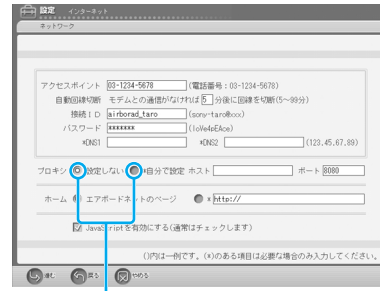 設定 インターネット
ネットワーク
アクセスポイント 03-1234-5678 (電話番号：03-1234-5678)
自動回線切断 モデムとの通信がなければ 5 分後に回線を切断(5~99分)
接続ＩＤ airborad_taro (sony-taro@xxx)
パスワード xxxxxxx (loVe4pEAce)
*DNS1 *DNS2 (123.45.67.89)
プロキシ 設定しない *自分で設定 ホスト ポート 8080
ホーム エアボードネットのページ * http://
JavaScriptを有効にする(通常はチェックします)
()内は一例です。(*)のある項目は必要な場合のみ入力してください。
進む 戻る やめる